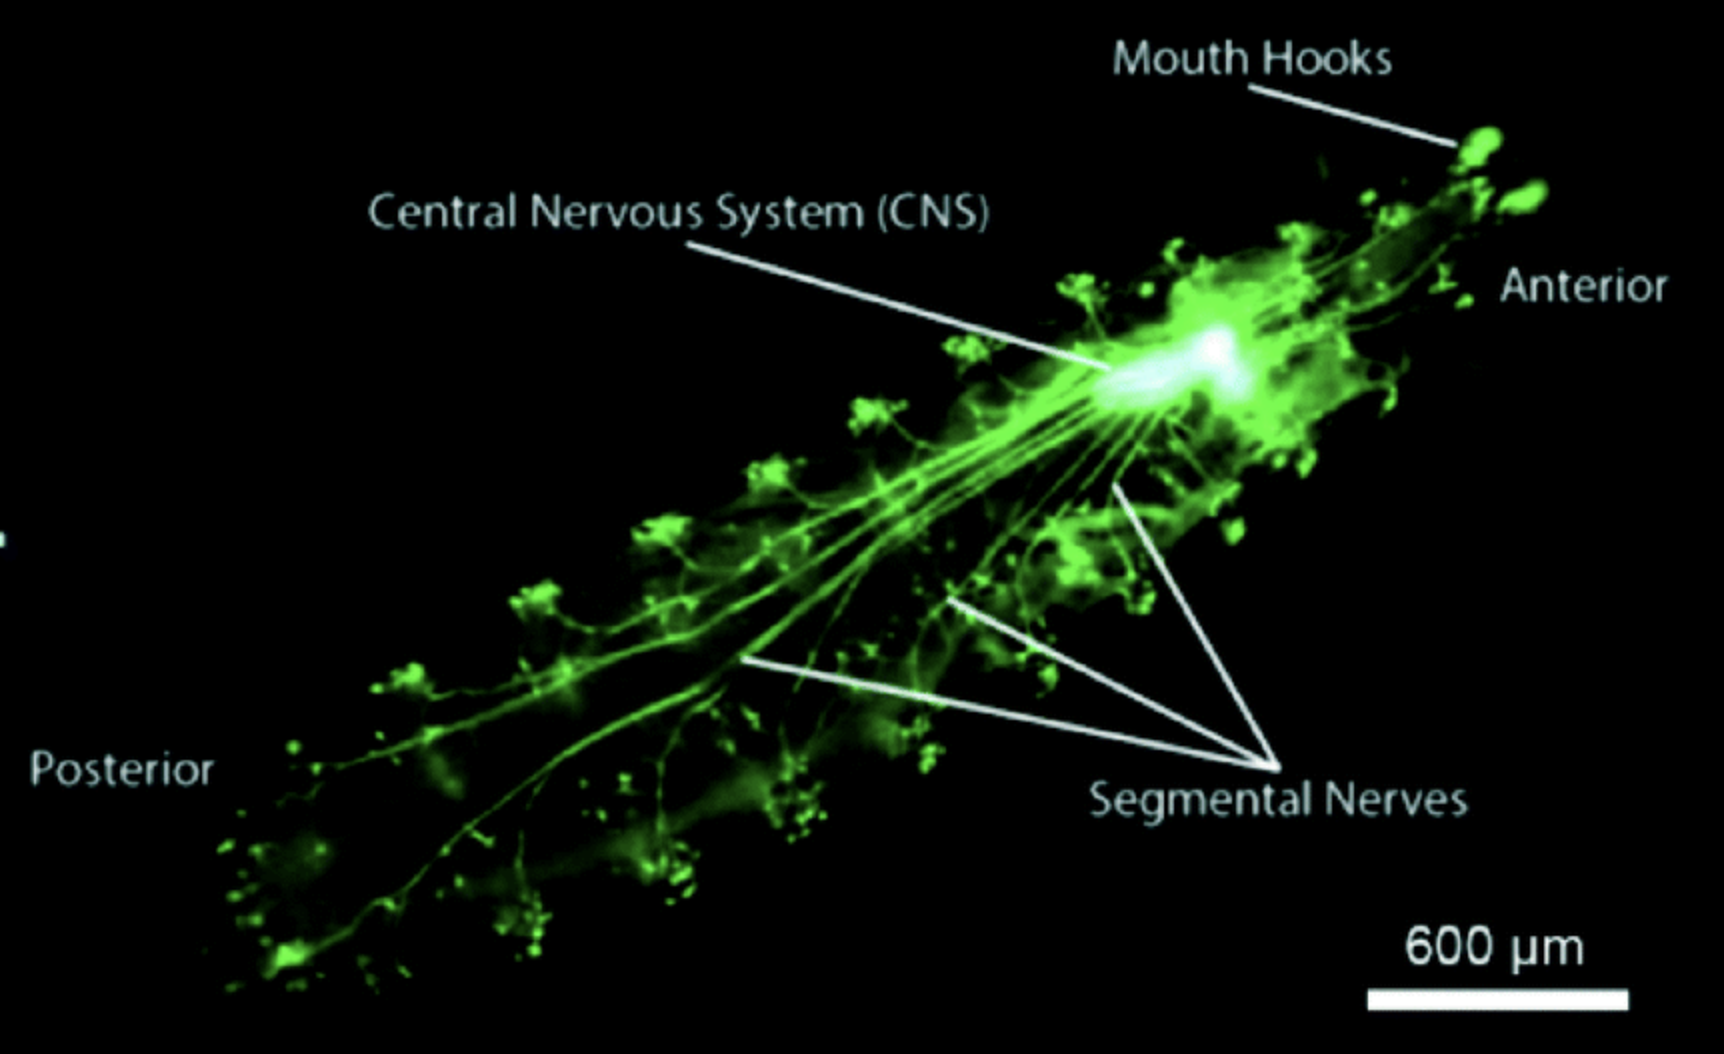 Mouth Hooks
Central Nervous System (CNS)
Anterior
Posterior
Segmental Nerves
600 µm